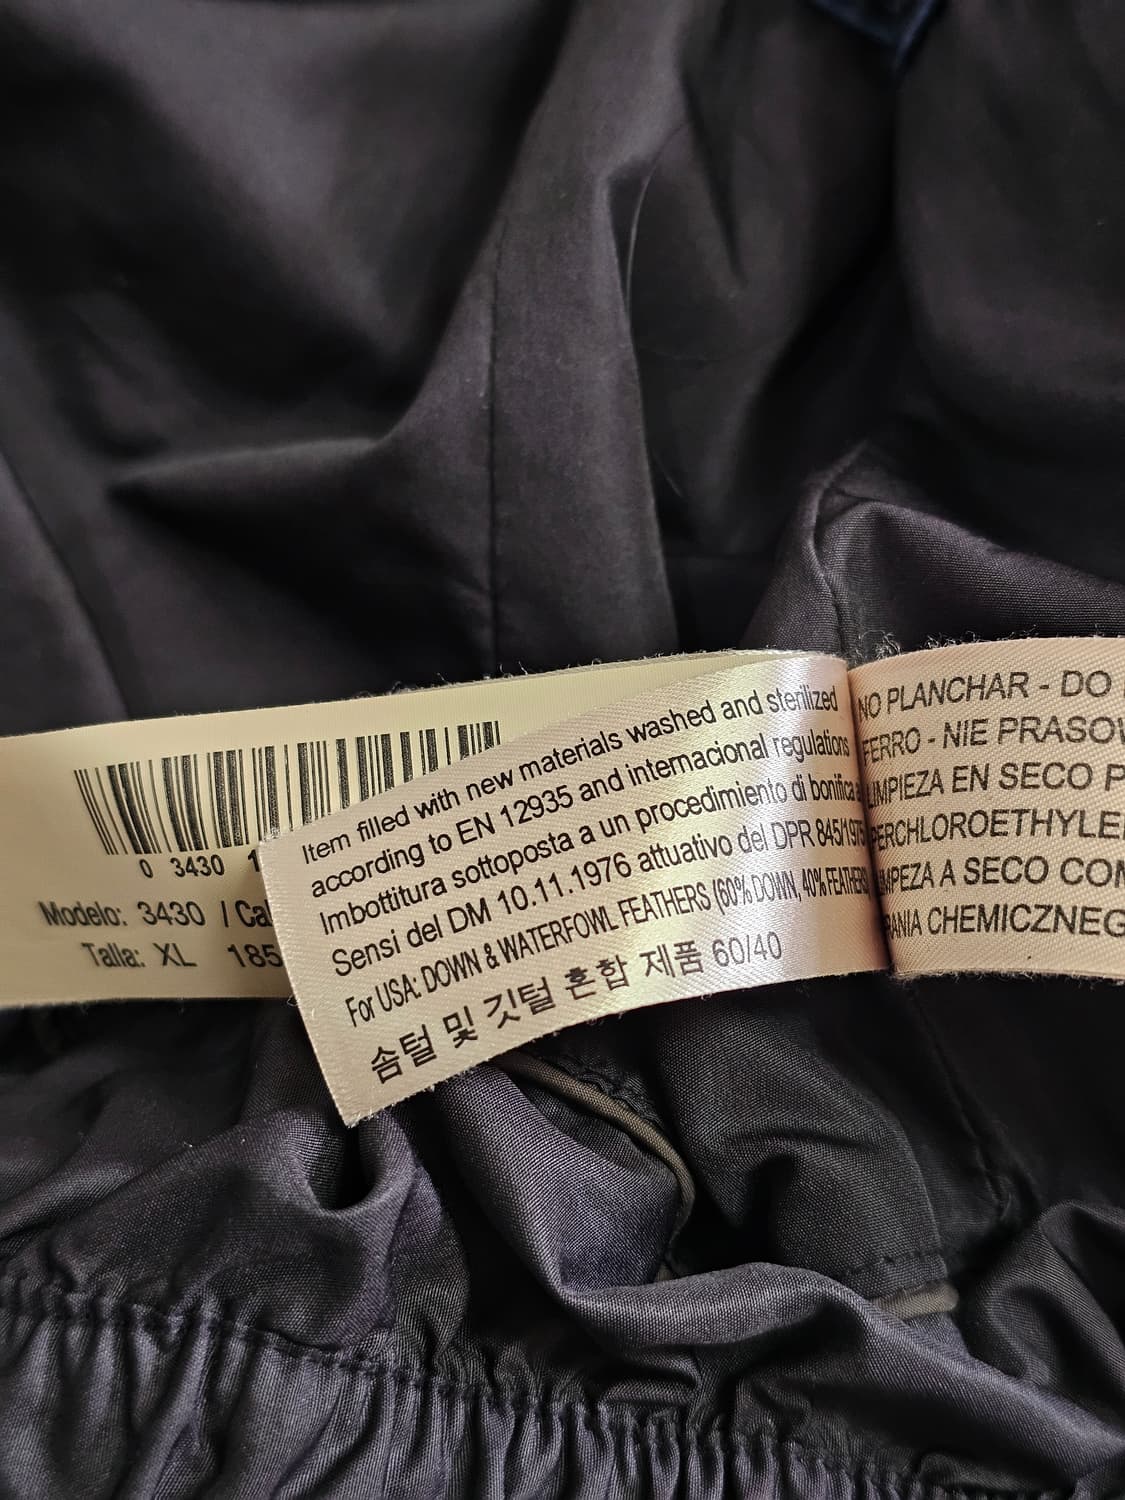 0 3430 1
Modelo: 3430 / Ca
Talla: XL 185
Item filled with new materials washed and sterilized
according to EN 12935 and internacional regulations
Imbottitura sottoposta a un procedimiento di bonifica a
Sensi del DM 10.11.1976 attuativo del DPR 845/1975
For USA: DOWN & WATERFOWL FEATHERS (60% DOWN, 40% FEATHERS)
솜털 및 깃털 혼합 제품 60/40
NO PLANCHAR - DO
FERRO - NIE PRASOW
LIMPIEZA EN SECO P
PERCHLOROETHYLE
LIMPEZA A SECO CON
PANIA CHEMICZNEG